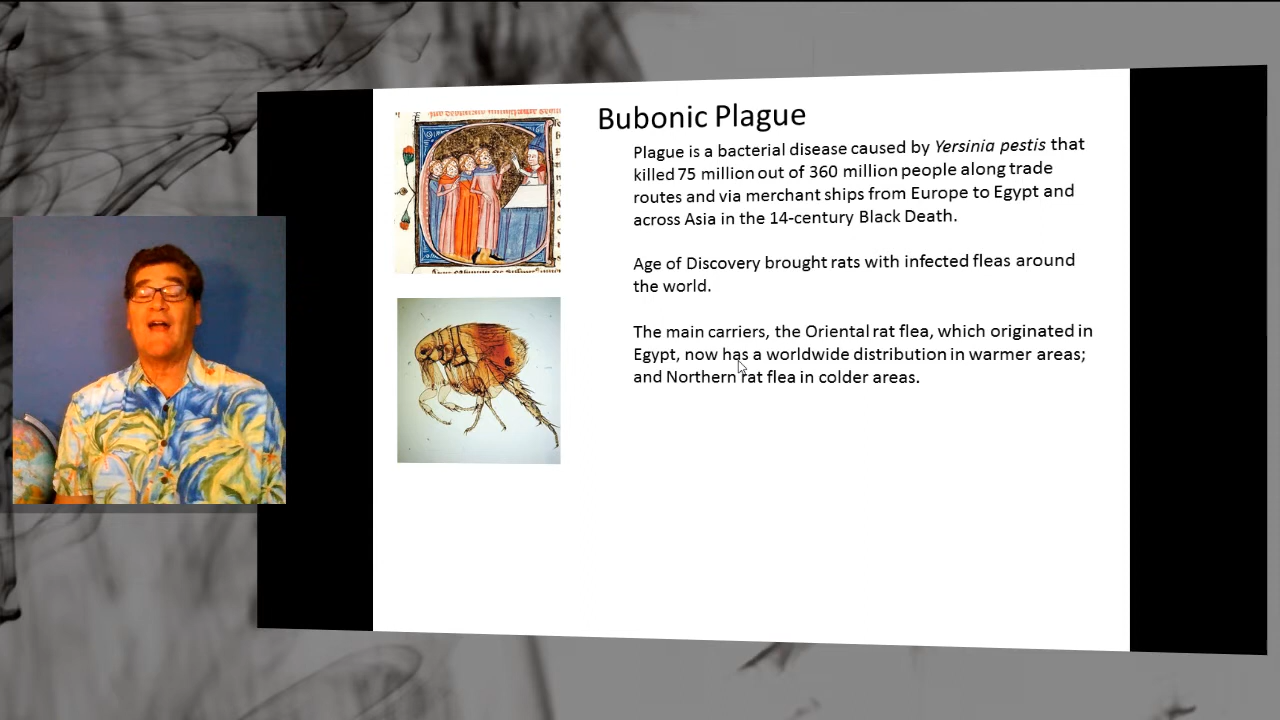 Bubonic Plague
Plague is a bacterial disease caused by Yersinia pestis that
killed 75 million out of 360 million people along trade
routes and via merchant ships from Europe to Egypt and
across Asia in the 14-century Black Death.
Age of Discovery brought rats with infected fleas around
the world.
The main carriers, the Oriental rat flea, which originated in
Egypt, now has a worldwide distribution in warmer areas;
and Northern rat flea in colder areas.